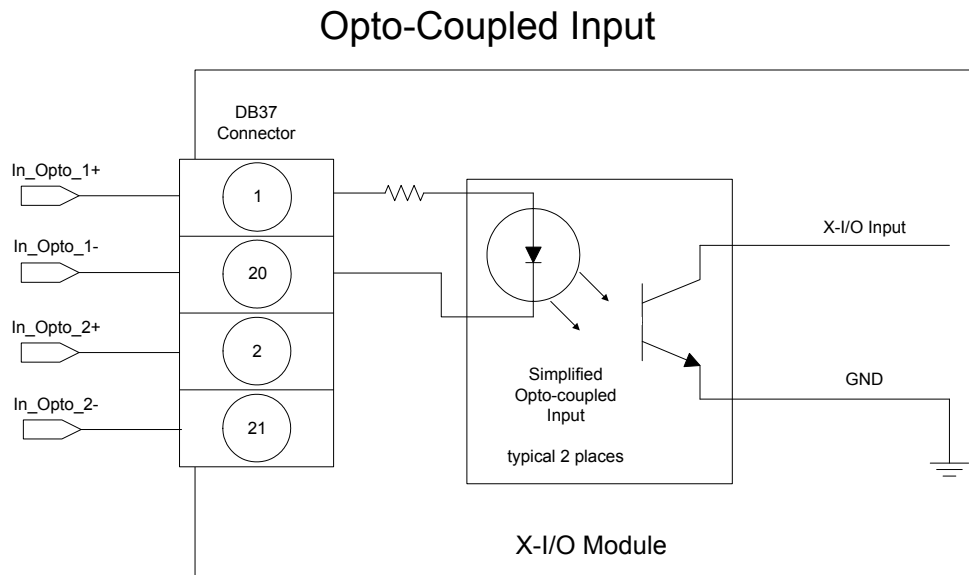 Opto-Coupled Input
DB37
Connector
In_Opto_1+
1
In_Opto_1-
20
In_Opto_2+
2
In_Opto_2-
21
X-I/O Input
Simplified
Opto-coupled
Input
typical 2 places
GND
X-I/O Module